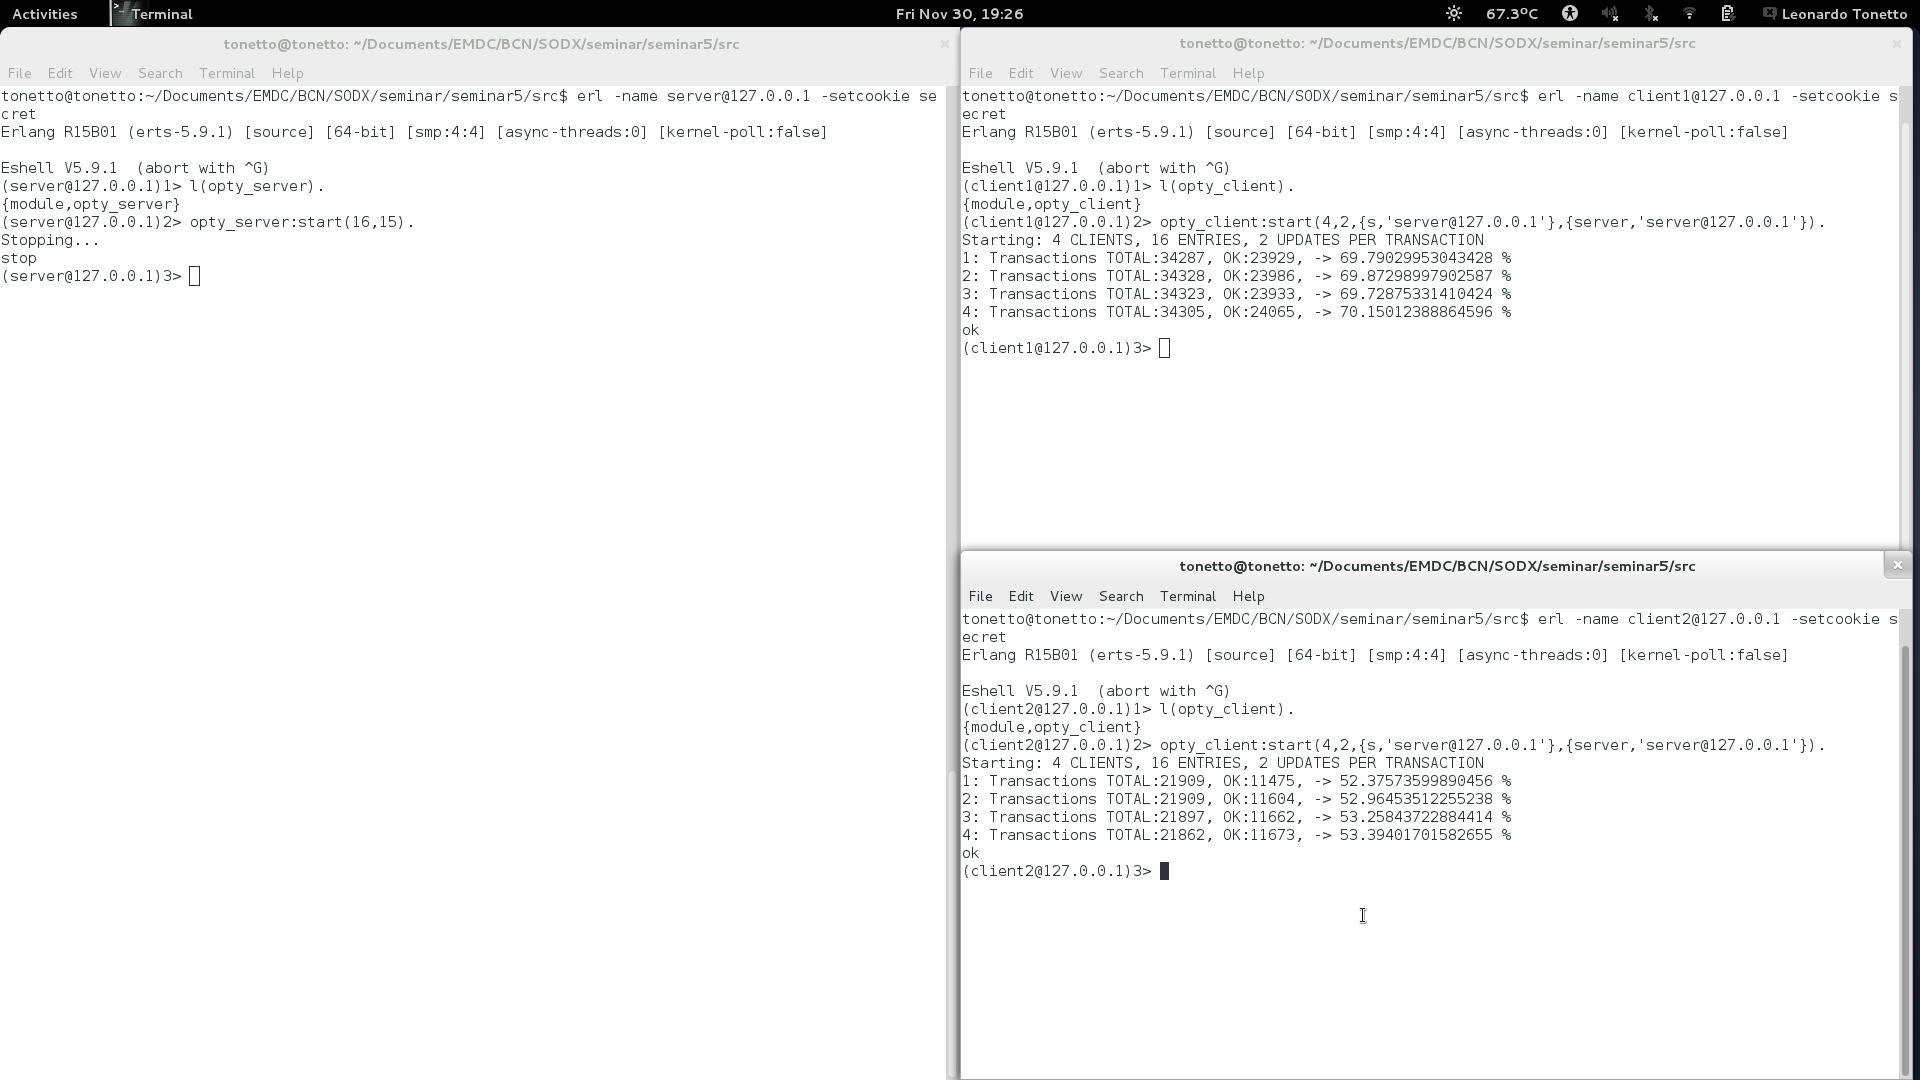 Activities Terminal Fri Nov 30, 19:26 67.3ºC Leonardo Tonetto
tonetto@tonetto: ~/Documents/EMDC/BCN/SODX/seminar/seminar5/src
File Edit View Search Terminal Help
tonetto@tonetto:~/Documents/EMDC/BCN/SODX/seminar/seminar5/src$ erl -name server@127.0.0.1 -setcookie se
cret
Erlang R15B01 (erts-5.9.1) [source] [64-bit] [smp:4:4] [async-threads:0] [kernel-poll:false]
Eshell V5.9.1  (abort with ^G)
(server@127.0.0.1)1> l(opty_server).
{module,opty_server}
(server@127.0.0.1)2> opty_server:start(16,15).
Stopping...
stop
(server@127.0.0.1)3>
tonetto@tonetto: ~/Documents/EMDC/BCN/SODX/seminar/seminar5/src
File Edit View Search Terminal Help
tonetto@tonetto:~/Documents/EMDC/BCN/SODX/seminar/seminar5/src$ erl -name client1@127.0.0.1 -setcookie s
ecret
Erlang R15B01 (erts-5.9.1) [source] [64-bit] [smp:4:4] [async-threads:0] [kernel-poll:false]
Eshell V5.9.1  (abort with ^G)
(client1@127.0.0.1)1> l(opty_client).
{module,opty_client}
(client1@127.0.0.1)2> opty_client:start(4,2,{s,'server@127.0.0.1'},{server,'server@127.0.0.1'}).
Starting: 4 CLIENTS, 16 ENTRIES, 2 UPDATES PER TRANSACTION
1: Transactions TOTAL:34287, OK:23929, -> 69.79029953043428 %
2: Transactions TOTAL:34328, OK:23986, -> 69.87298997902587 %
3: Transactions TOTAL:34323, OK:23933, -> 69.72875331410424 %
4: Transactions TOTAL:34305, OK:24065, -> 70.15012388864596 %
ok
(client1@127.0.0.1)3>
tonetto@tonetto: ~/Documents/EMDC/BCN/SODX/seminar/seminar5/src
File Edit View Search Terminal Help
tonetto@tonetto:~/Documents/EMDC/BCN/SODX/seminar/seminar5/src$ erl -name client2@127.0.0.1 -setcookie s
ecret
Erlang R15B01 (erts-5.9.1) [source] [64-bit] [smp:4:4] [async-threads:0] [kernel-poll:false]
Eshell V5.9.1  (abort with ^G)
(client2@127.0.0.1)1> l(opty_client).
{module,opty_client}
(client2@127.0.0.1)2> opty_client:start(4,2,{s,'server@127.0.0.1'},{server,'server@127.0.0.1'}).
Starting: 4 CLIENTS, 16 ENTRIES, 2 UPDATES PER TRANSACTION
1: Transactions TOTAL:21909, OK:11475, -> 52.37573599890456 %
2: Transactions TOTAL:21909, OK:11604, -> 52.96453512255238 %
3: Transactions TOTAL:21897, OK:11662, -> 53.25843722884414 %
4: Transactions TOTAL:21862, OK:11673, -> 53.39401701582655 %
ok
(client2@127.0.0.1)3>